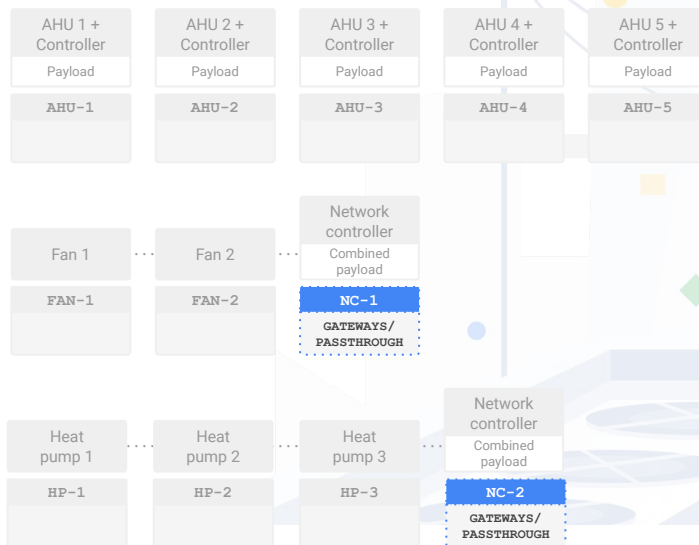 AHU 1 +
Controller
Payload
AHU-1
AHU 2 +
Controller
Payload
AHU-2
AHU 3 +
Controller
Payload
AHU-3
AHU 4 +
Controller
Payload
AHU-4
AHU 5 +
Controller
Payload
AHU-5
Fan 1
FAN-1
Fan 2
FAN-2
Network
controller
Combined
payload
NC-1
GATEWAYS/
PASSTHROUGH
Heat
pump 1
HP-1
Heat
pump 2
HP-2
Heat
pump 3
HP-3
Network
controller
Combined
payload
NC-2
GATEWAYS/
PASSTHROUGH